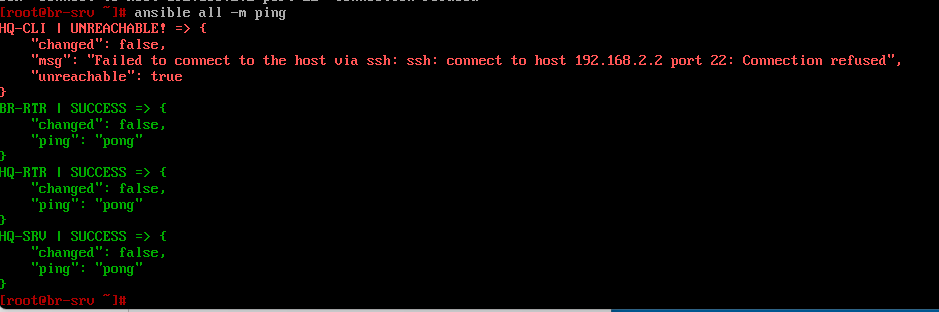 [root@br-srv ~]# ansible all -m ping
HQ-CLI | UNREACHABLE! => {
    "changed": false,
    "msg": "Failed to connect to the host via ssh: ssh: connect to host 192.168.2.2 port 22: Connection refused",
    "unreachable": true
}
BR-RTR | SUCCESS => {
    "changed": false,
    "ping": "pong"
}
HQ-RTR | SUCCESS => {
    "changed": false,
    "ping": "pong"
}
HQ-SRV | SUCCESS => {
    "changed": false,
    "ping": "pong"
}
[root@br-srv ~]#